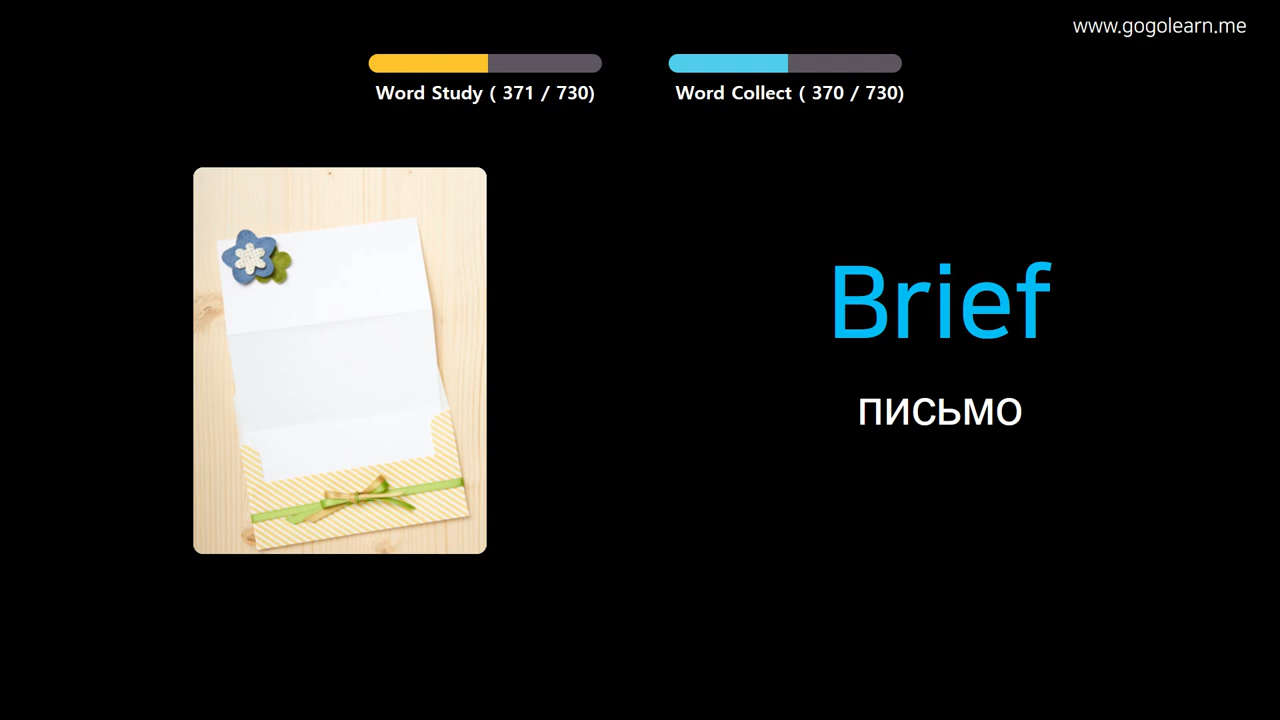 www.gogolearn.me
Word Study ( 371 / 730)
Word Collect ( 370 / 730)
Brief
письмо